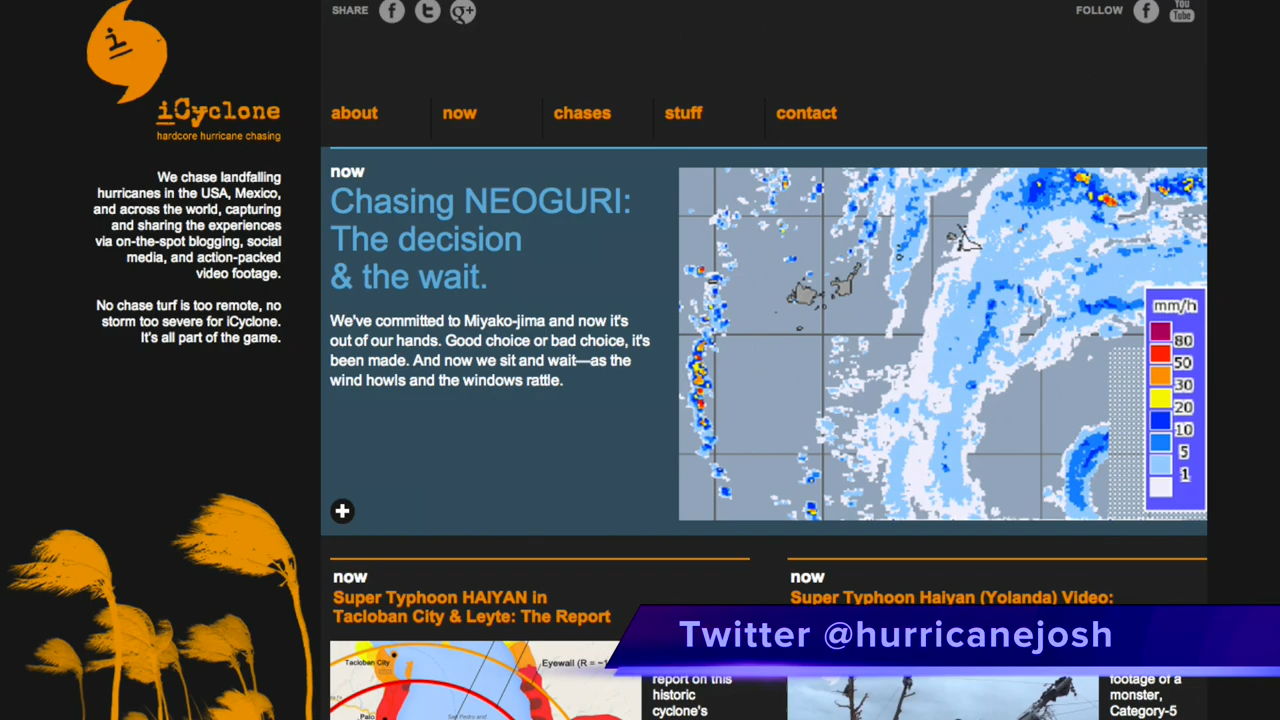 SHARE
FOLLOW
You
Tube
i
iCyclone
hardcore hurricane chasing
about
now
chases
stuff
contact
We chase landfalling
hurricanes in the USA, Mexico,
and across the world, capturing
and sharing the experiences
via on-the-spot blogging, social
media, and action-packed
video footage.
No chase turf is too remote, no
storm too severe for iCyclone.
It's all part of the game.
now
Chasing NEOGURI:
The decision
& the wait.
We've committed to Miyako-jima and now it's
out of our hands. Good choice or bad choice, it's
been made. And now we sit and wait—as the
wind howls and the windows rattle.
mm/h
80
50
30
20
10
5
1
now
Super Typhoon HAIYAN in
Tacloban City & Leyte: The Report
Tacloban City
Eyewall (R =
Palo
San Pedro and
report on this
historic
cyclone's
now
Super Typhoon Haiyan (Yolanda) Video:
footage of a
monster,
Category-5
Twitter @hurricanejosh